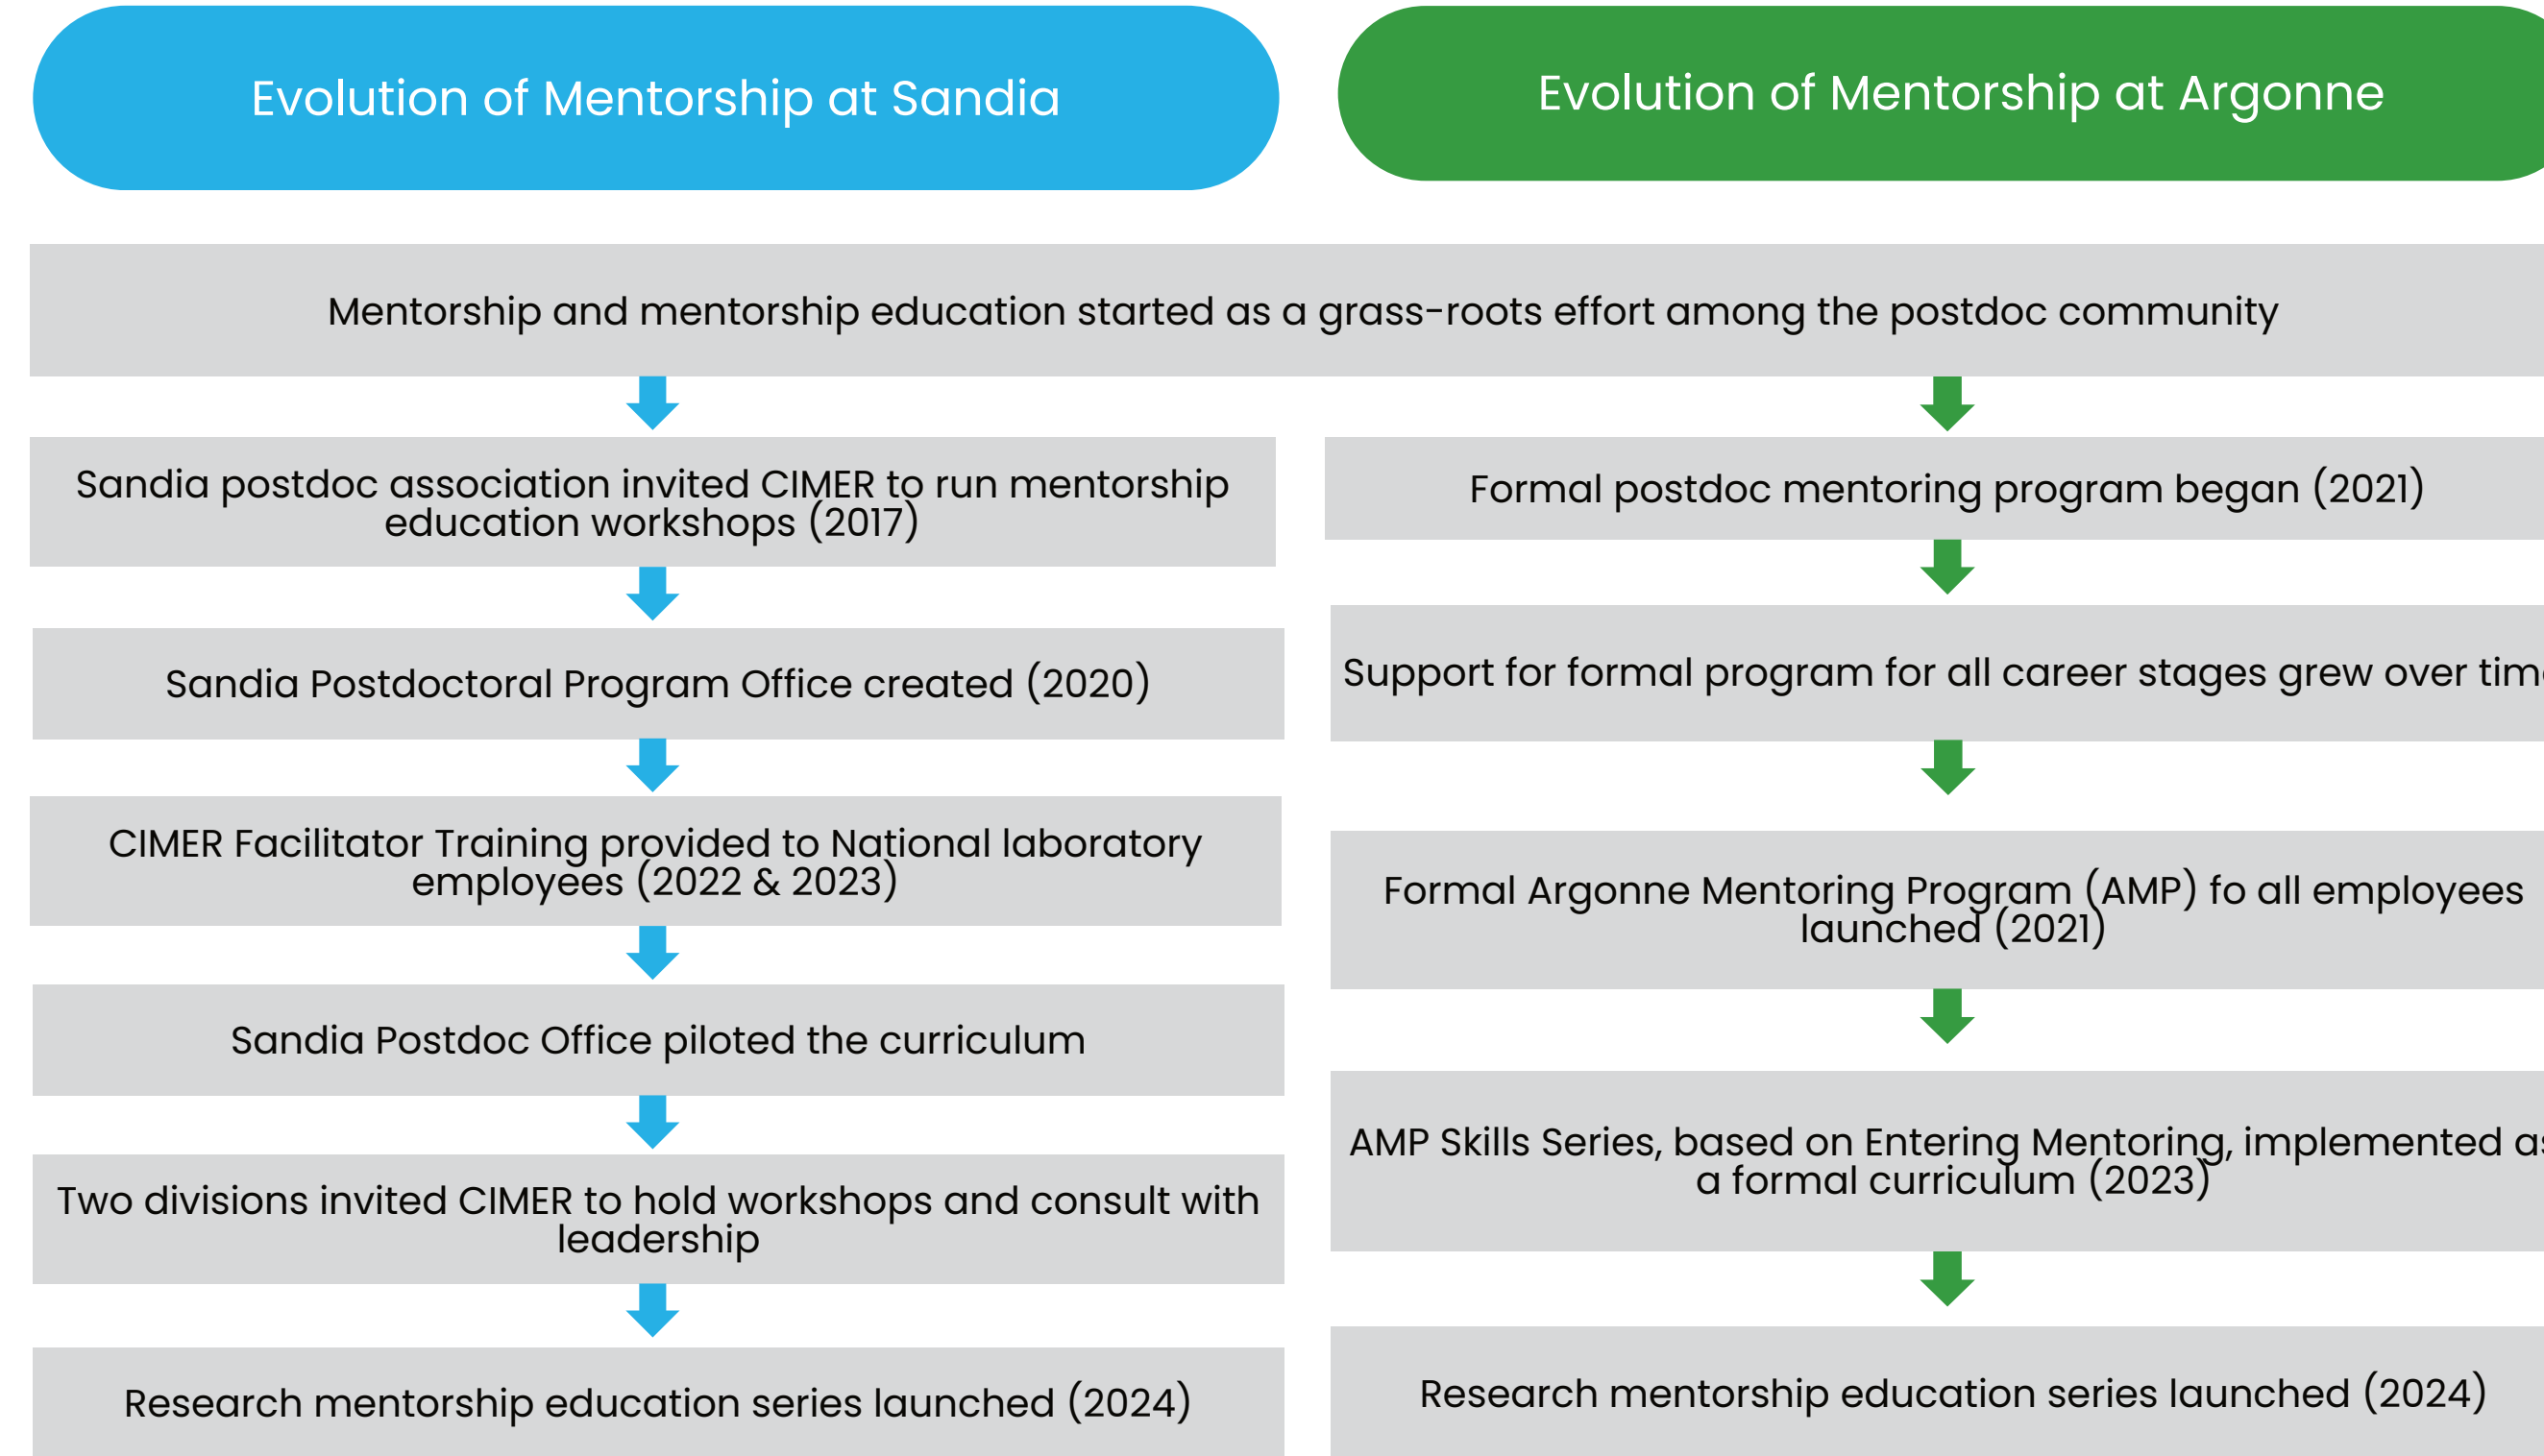 Evolution of Mentorship at Sandia
Evolution of Mentorship at Argonne
Mentorship and mentorship education started as a grass-roots effort among the postdoc community
Sandia postdoc association invited CIMER to run mentorship
education workshops (2017)
Sandia Postdoctoral Program Office created (2020)
CIMER Facilitator Training provided to National laboratory
employees (2022 & 2023)
Sandia Postdoc Office piloted the curriculum
Two divisions invited CIMER to hold workshops and consult with
leadership
Research mentorship education series launched (2024)
Formal postdoc mentoring program began (2021)
Support for formal program for all career stages grew over
Formal Argonne Mentoring Program (AMP) fo all employees
launched (2021)
AMP Skills Series, based on Entering Mentoring, implemented as
a formal curriculum (2023)
Research mentorship education series launched (2024)